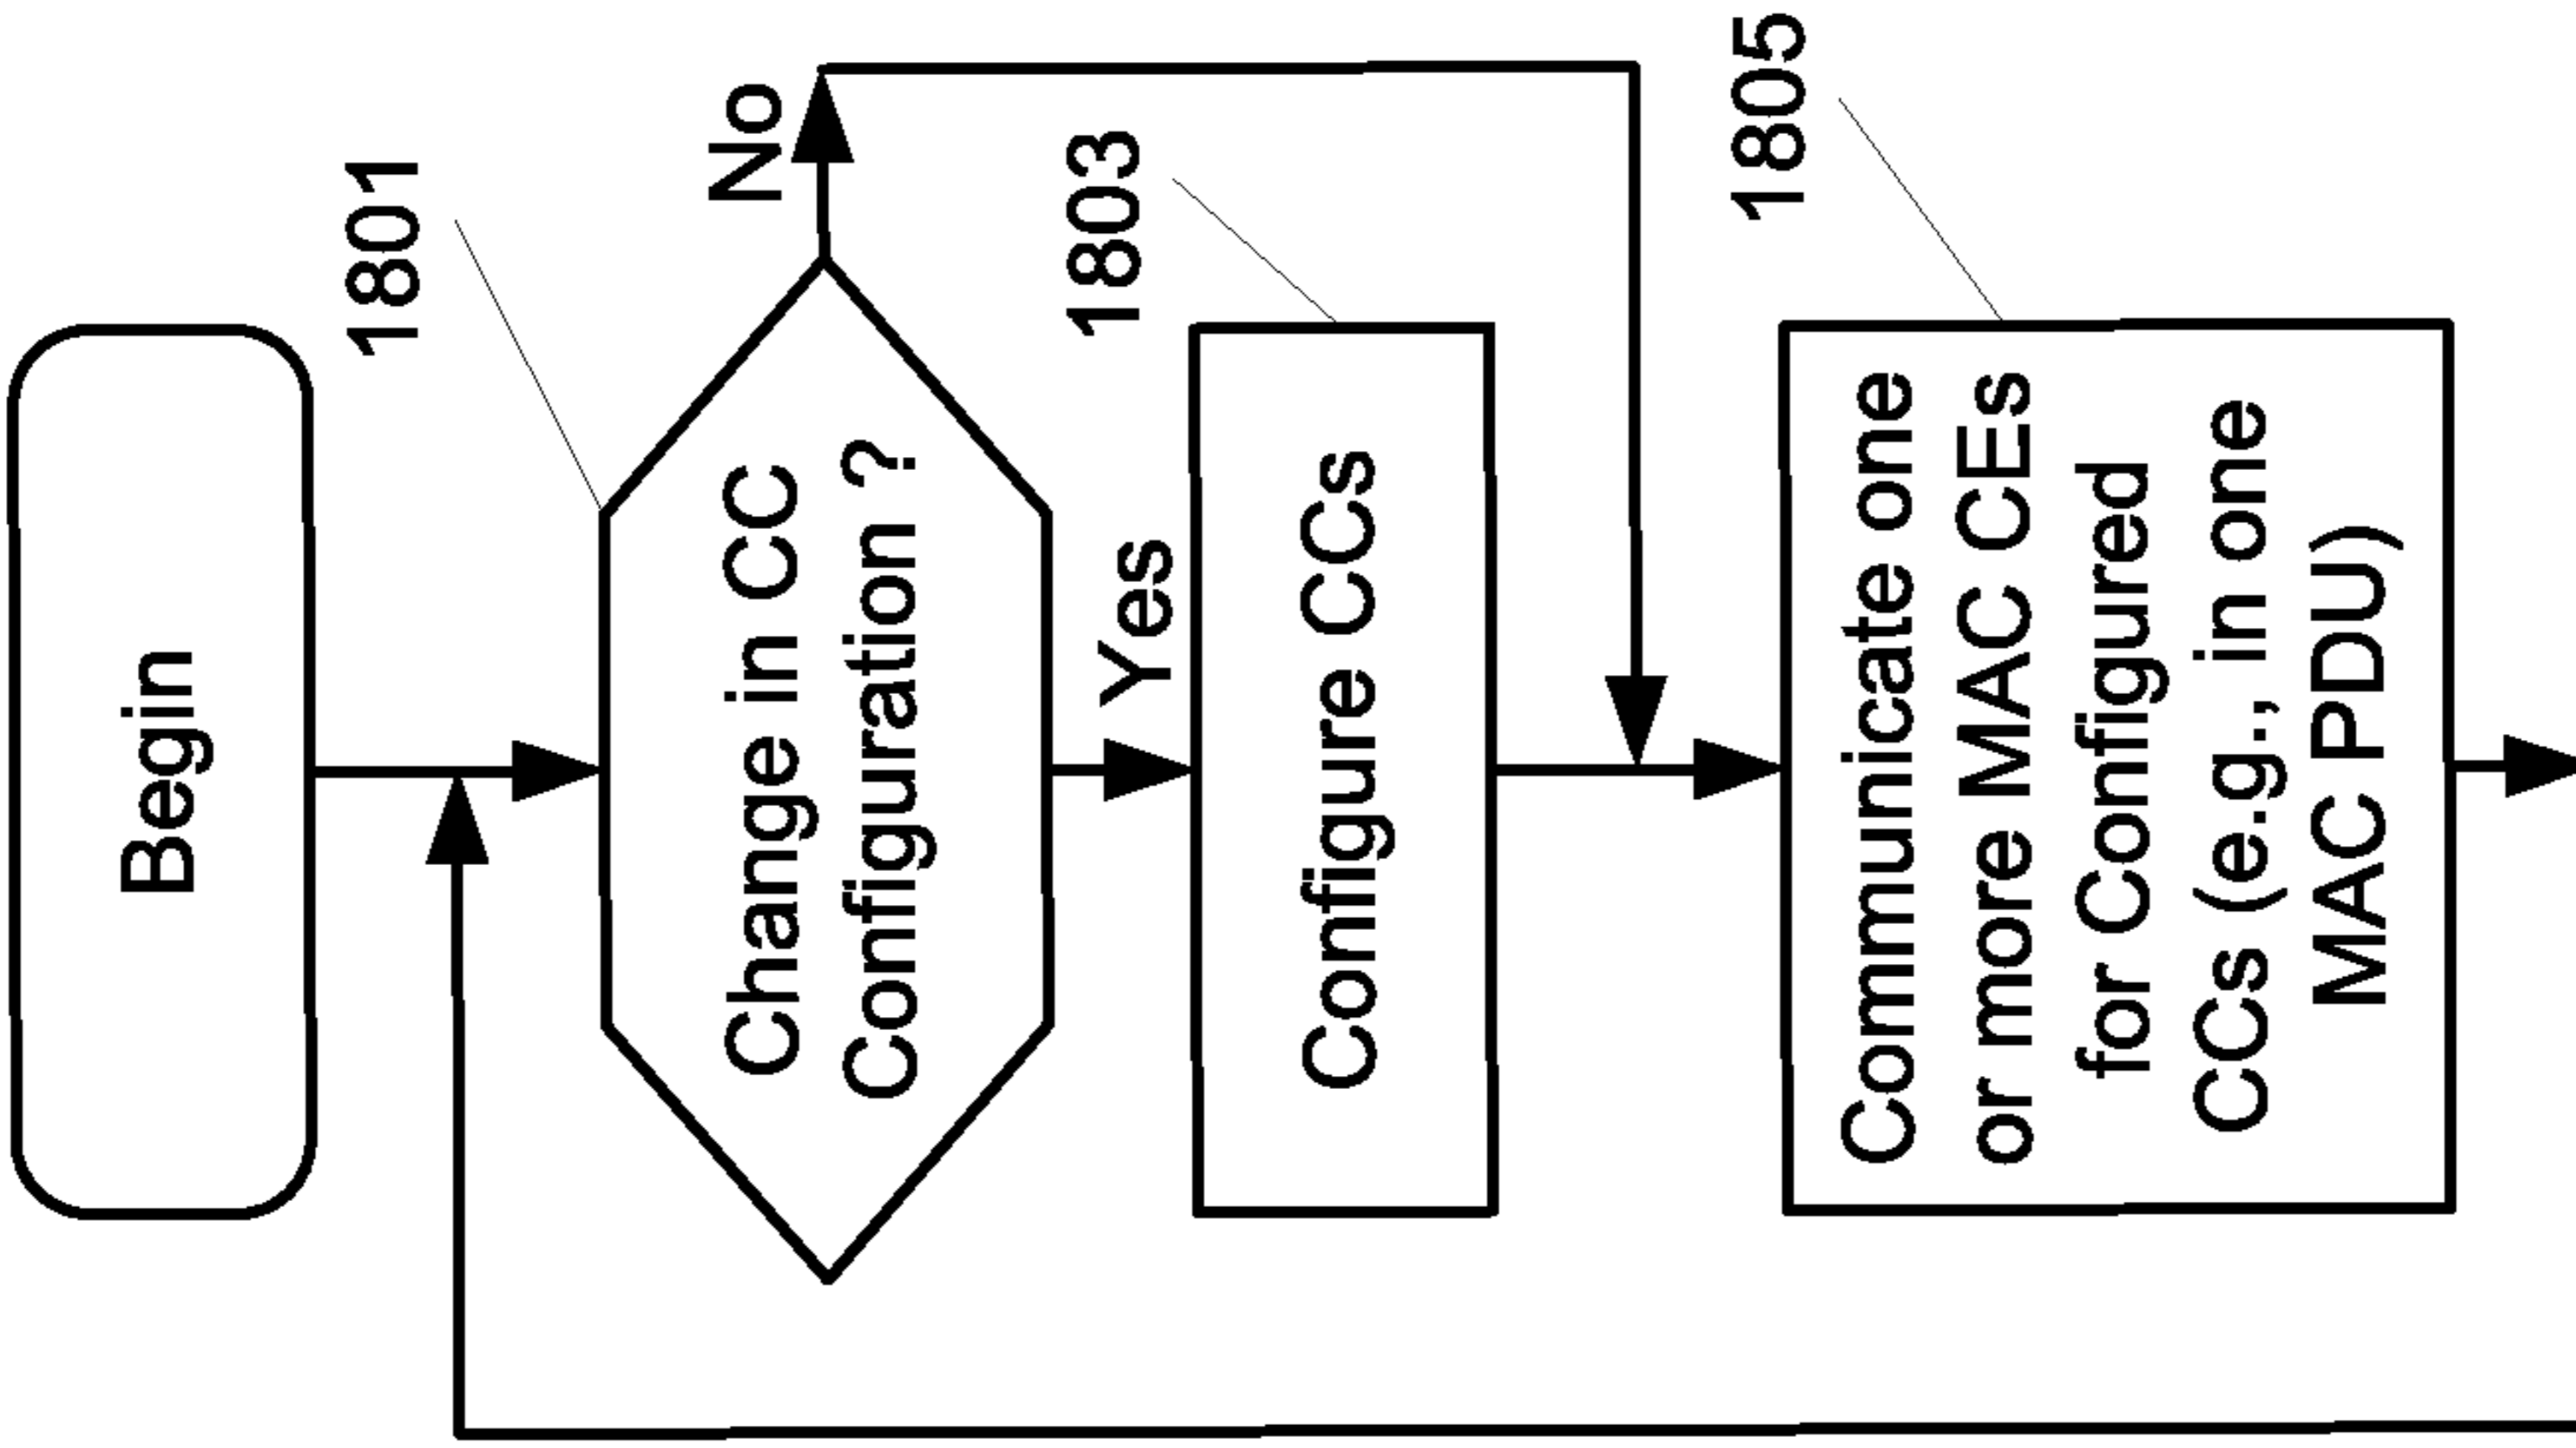 Begin
1801
Change in CC
Configuration ?
No
Yes
1803
Configure CCs
1805
Communicate one
or more MAC CEs
for Configured
CCs (e.g., in one
MAC PDU)